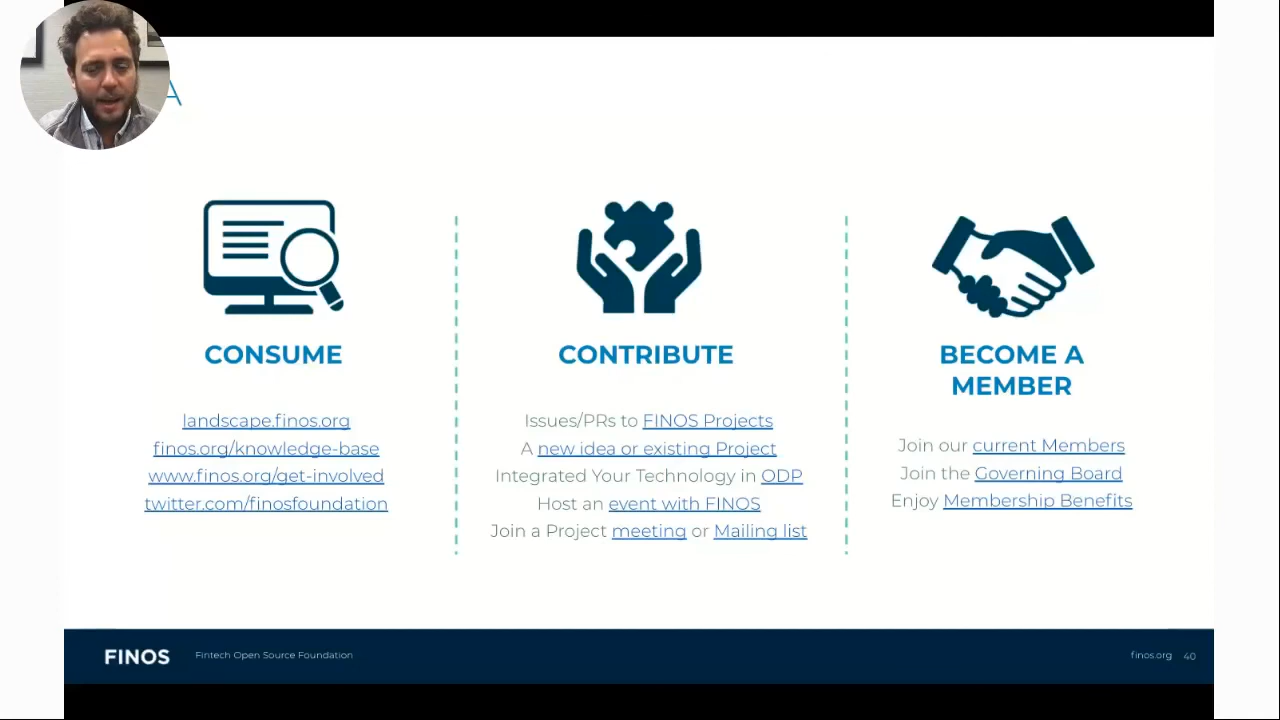 A
CONSUME
landscape.finos.org
finos.org/knowledge-base
www.finos.org/get-involved
twitter.com/finosfoundation
CONTRIBUTE
Issues/PRs to FINOS Projects
A new idea or existing Project
Integrated Your Technology in ODP
Host an event with FINOS
Join a Project meeting or Mailing list
BECOME A
MEMBER
Join our current Members
Join the Governing Board
Enjoy Membership Benefits
FINOS
Fintech Open Source Foundation
finos.org 40